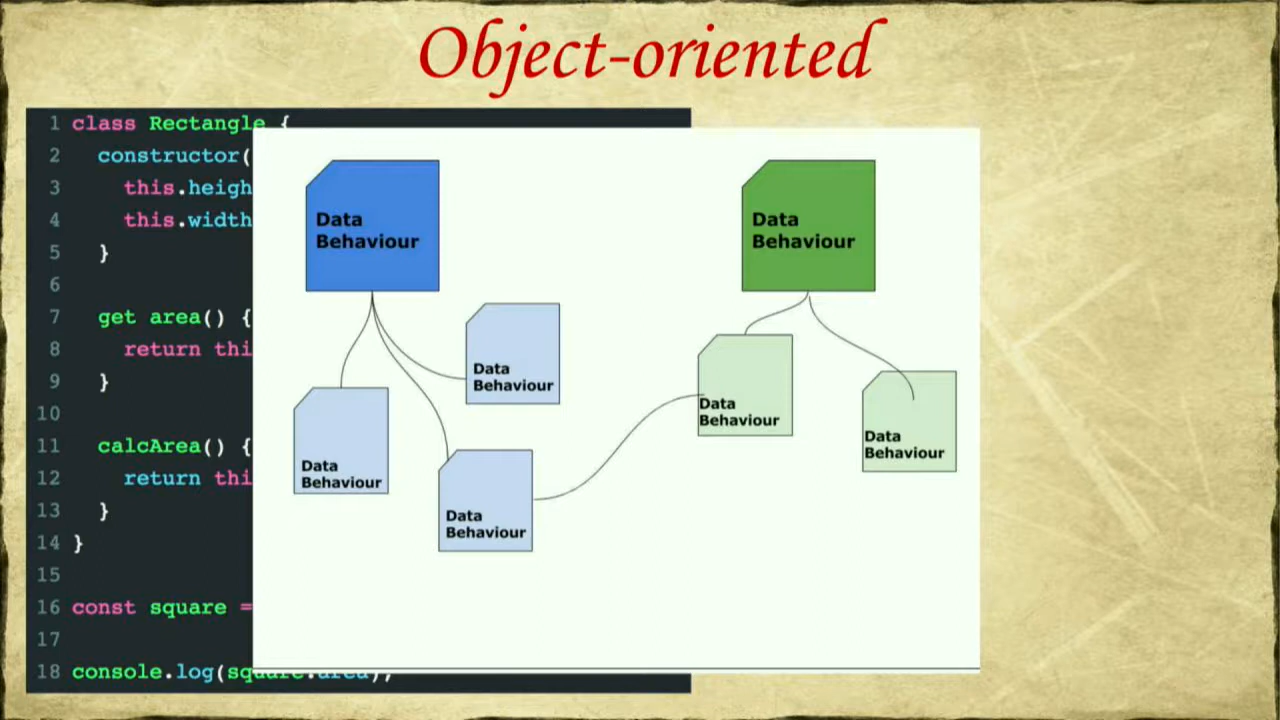 Object-oriented
1 class Rectangle {
2 constructor(
3 this.heigh
4 this.width
5 }
6
7 get area() {
8 return thi
9 }
10
11 calcArea() {
12 return thi
13 }
14 }
15
16 const square =
17
18 console.log(square.area);
Data
Behaviour
Data
Behaviour
Data
Behaviour
Data
Behaviour
Data
Behaviour
Data
Behaviour
Data
Behaviour